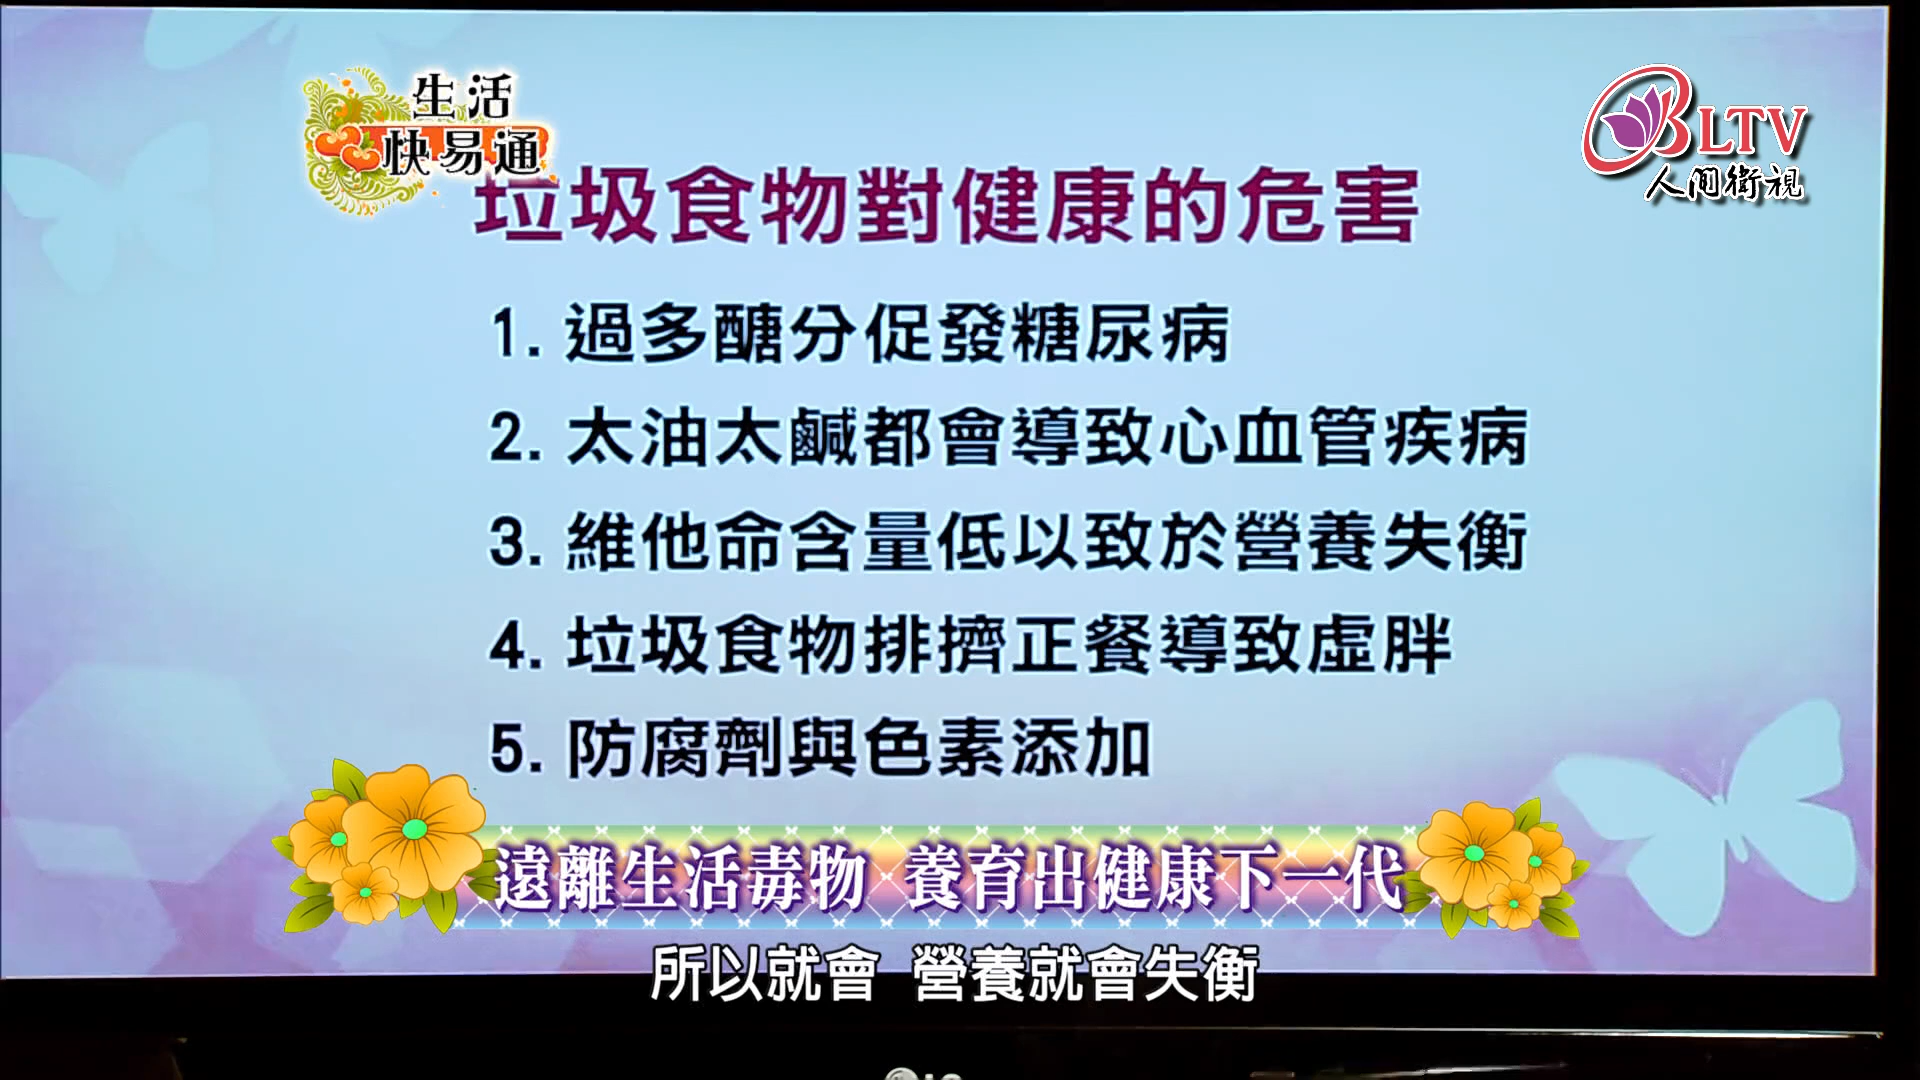 生活
快易通
BLTV
人間衛視
垃圾食物對健康的危害
1. 過多醣分促發糖尿病
2. 太油太鹹都會導致心血管疾病
3. 維他命含量低以致於營養失衡
4. 垃圾食物排擠正餐導致虛胖
5. 防腐劑與色素添加
遠離生活毒物 養育出健康下一代
所以就會 營養就會失衡